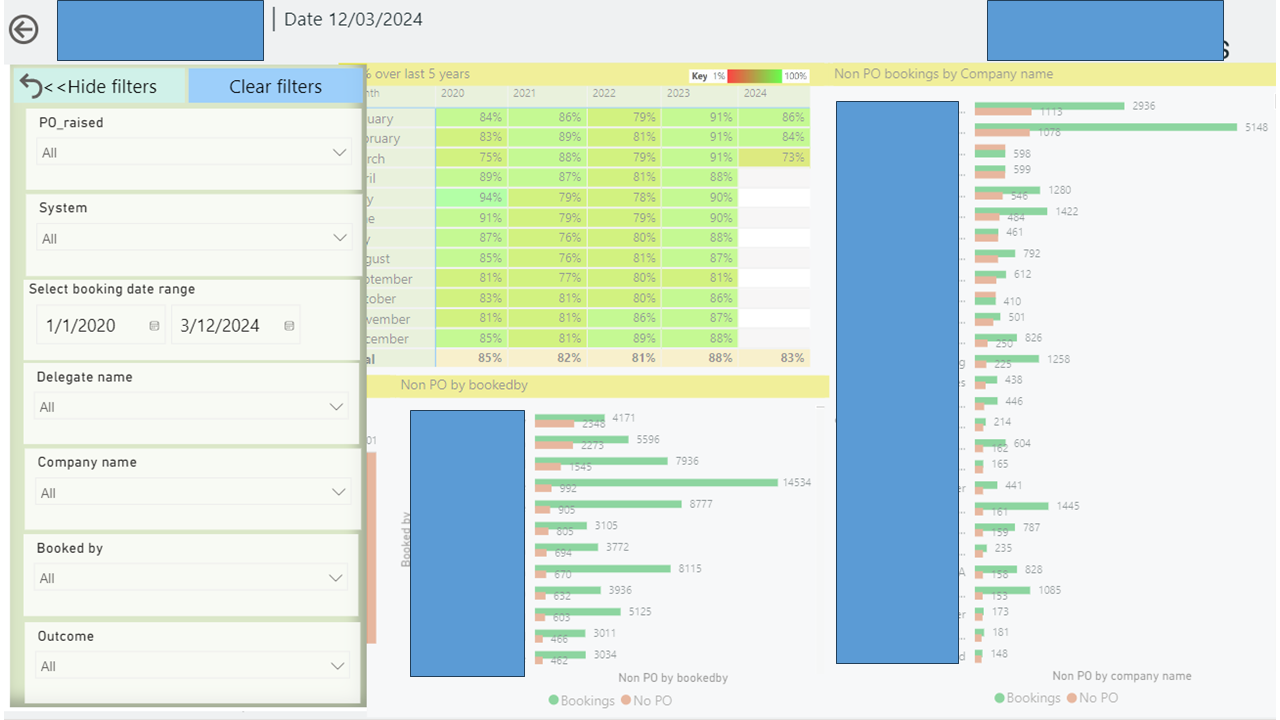 Date 12/03/2024
<<Hide filters
Clear filters
PO_raised
All
System
All
Select booking date range
1/1/2020
3/12/2024
Delegate name
All
Company name
All
Booked by
All
Outcome
All
% over last 5 years
Key 1% 100%
nth 2020 2021 2022 2023 2024
uary 84% 86% 79% 91% 86%
bruary 83% 89% 81% 91% 84%
rch 75% 88% 79% 91% 73%
ril 89% 87% 81% 88%
y 94% 79% 78% 90%
ne 91% 79% 79% 90%
y 87% 76% 80% 88%
gust 85% 76% 81% 87%
ptember 81% 77% 80% 81%
tober 83% 81% 80% 86%
vember 81% 81% 86% 87%
cember 85% 81% 89% 88%
al 85% 82% 81% 88% 83%
Non PO by bookedby
01
Booked by
4171
2348
5596
2273
7936
1545
14534
992
8777
905
3105
805
3772
694
8115
670
3936
632
5125
603
3011
466
3034
462
Non PO by bookedby
Bookings No PO
Non PO bookings by Company name
2936
1113
5148
1078
598
599
1280
546
1422
484
461
792
612
410
501
826
250
g 1258
225
s 438
446
214
604
162
165
er 441
1445
161
787
159
235
A 828
158
1085
153
er 173
181
d 148
Non PO by company name
Bookings No PO